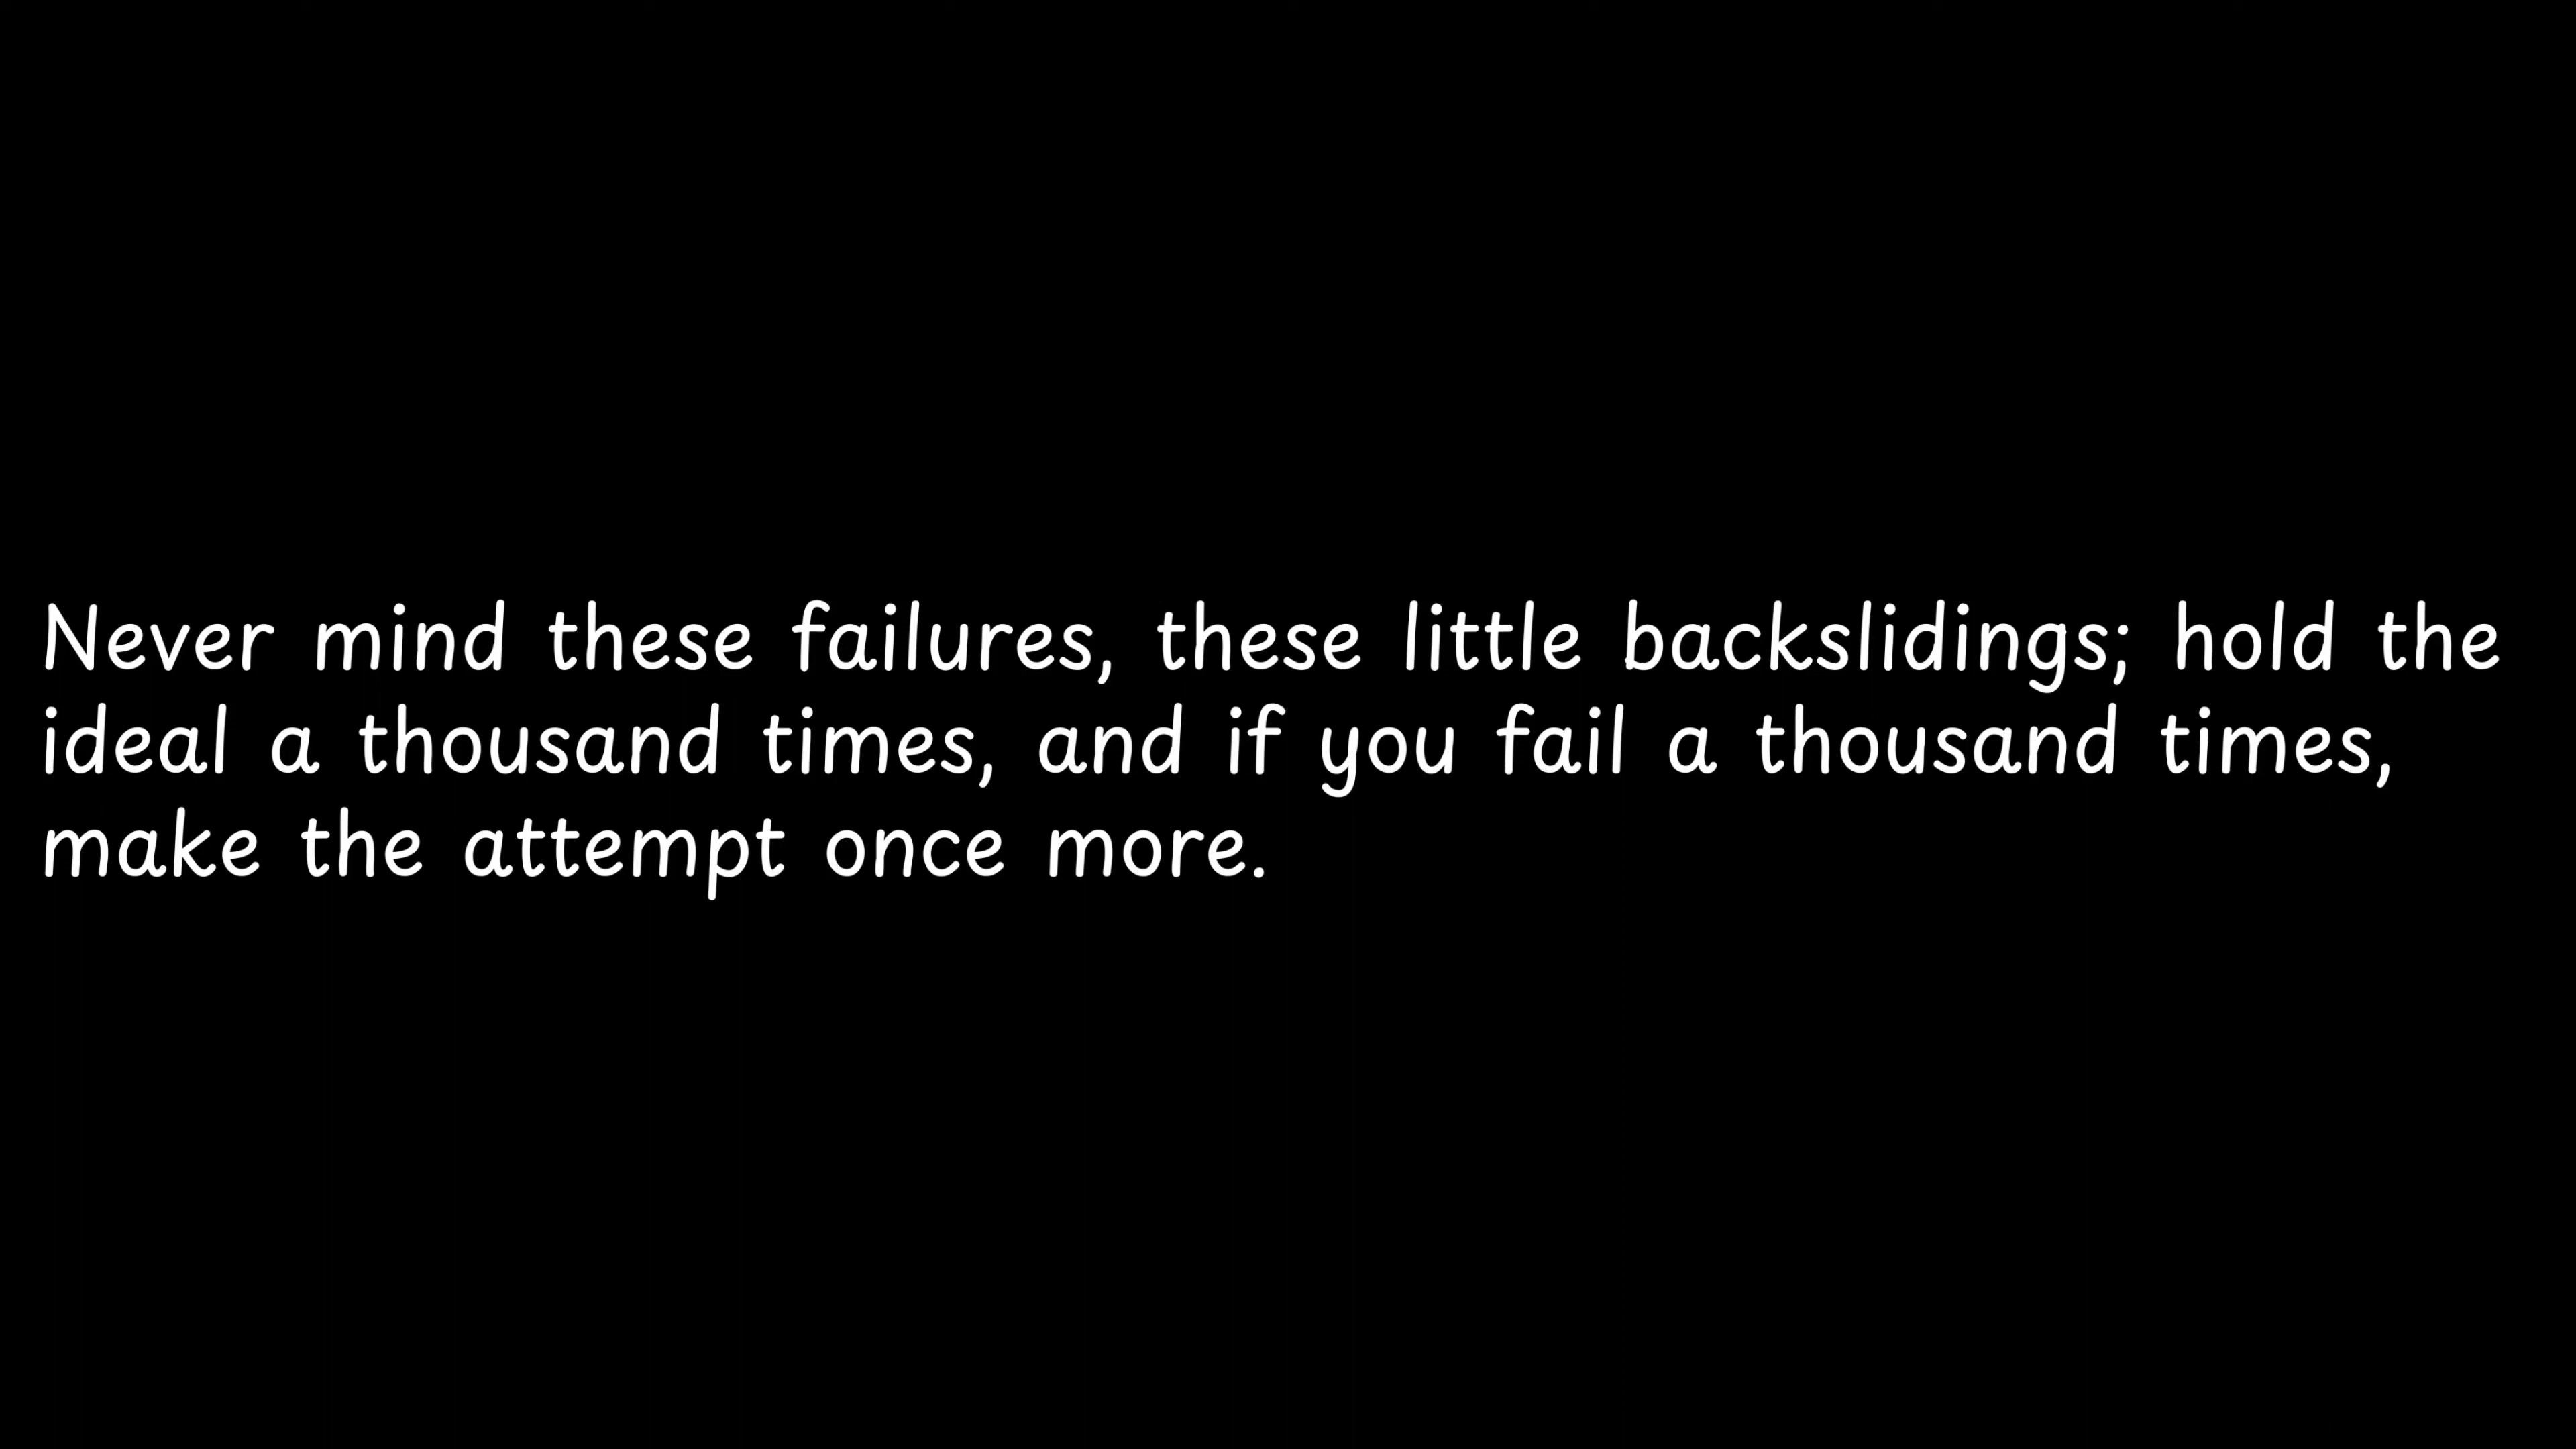 Never mind these failures, these little backslidings; hold the
ideal a thousand times, and if you fail a thousand times,
make the attempt once more.